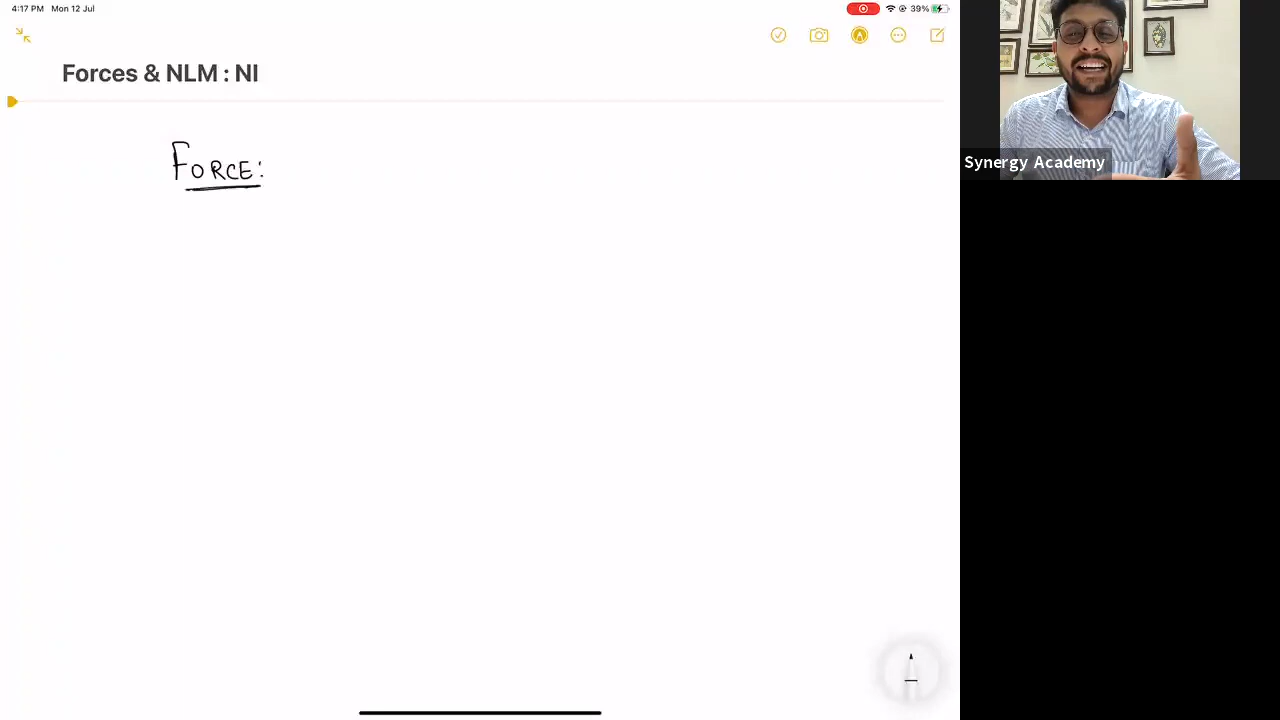 4:17 PM Mon 12 Jul
39%
Forces & NLM : NI
FORCE:
Synergy Academy